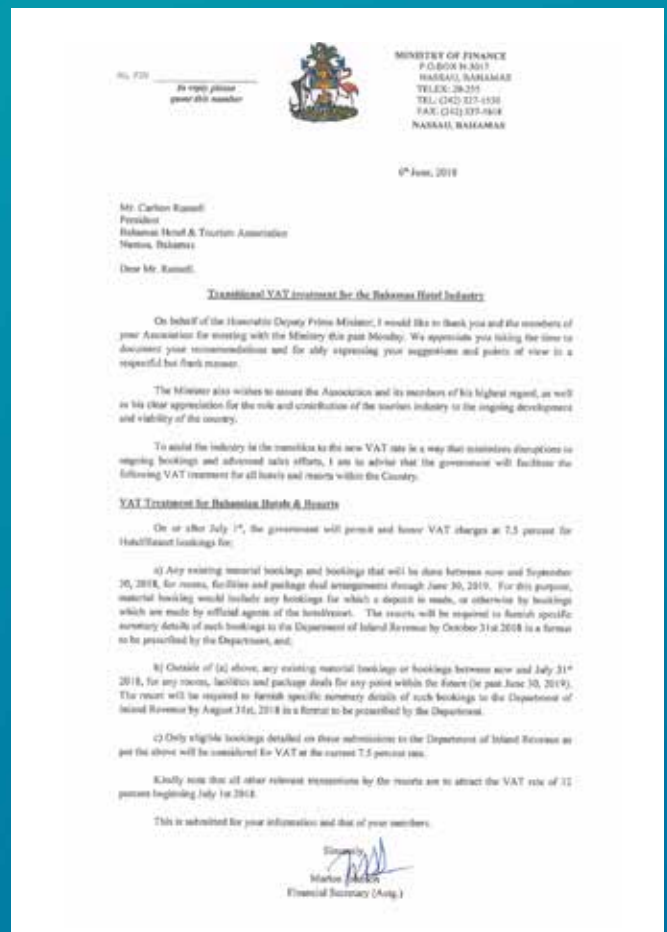 MINISTRY OF FINANCE
P.O.BOX N-3017
NASSAU, BAHAMAS
TELEX: 20-255
TEL: (242) 327-1530
FAX: (242)
NASSAU, BAHAMAS
In reply please
quote this number
6th June, 2018
Mr. Carlton Russell
President
Bahamas Hotel & Tourism Association
Nassau, Bahamas
Dear Mr. Russell,
Transitional VAT treatment for the Bahamas Hotel Industry
On behalf of the Honorable Deputy Prime Minister, I would like to thank you and the members of
your Association for meeting with the Ministry this past Monday. We appreciate you taking the time to
document your recommendations and for ably expressing your suggestions and points of view in a
respectful but frank manner.
The Minister also wishes to assure the Association and its members of his highest regard, as well
as his clear appreciation for the role and contribution of the tourism industry to the ongoing development
and viability of the country.
To assist the industry in the transition to the new VAT rate in a way that minimizes disruptions to
ongoing bookings and advanced sales efforts, I am to advise that the government will facilitate the
following VAT treatment for all hotels and resorts within the Country.
VAT Treatment for Bahamian Hotels & Resorts
On or after July 1st, the government will permit and honor VAT charges at 7.5 percent for
Hotel/Resort bookings for;
a) Any existing material bookings and bookings that will be done between now and September
30, 2018, for rooms, facilities and package deal arrangements through June 30, 2019. For this purpose,
material booking would include any bookings for which a deposit is made, or otherwise by bookings
which are made by official agents of the hotel/resort. The resorts will be required to furnish specific
summary details of such bookings to the Department of Inland Revenue by October 31st 2018 in a format
to be prescribed by the Department, and;
b) Outside of (a) above, any existing material bookings or bookings between now and July 31st
2018, for any rooms, facilities and package deals for any point within the future (ie past June 30, 2019).
The resort will be required to furnish specific summary details of such bookings to the Department of
Inland Revenue by August 31st, 2018 in a format to be prescribed by the Department.
c) Only eligible bookings detailed on these submissions to the Department of Inland Revenue as
per the above will be considered for VAT at the current 7.5 percent rate.
Kindly note that all other relevant transactions by the resorts are to attract the VAT rate of 12
percent beginning July 1st 2018.
This is submitted for your information and that of your members.
Sincerely,
Marlon Johnson
Financial Secretary (Actg.)